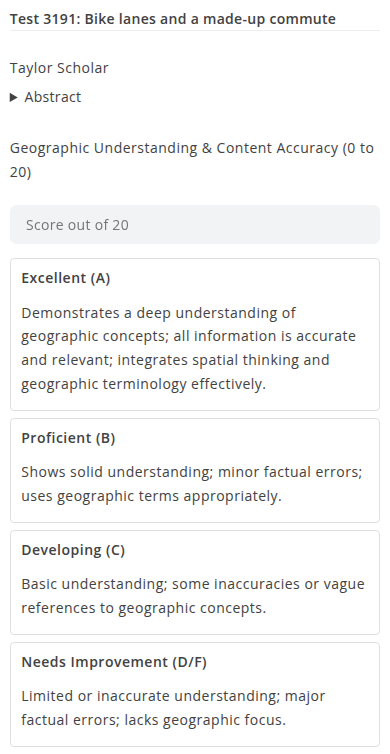 Test 3191: Bike lanes and a made-up commute
Taylor Scholar
▶ Abstract
Geographic Understanding & Content Accuracy (0 to
20)
Score out of 20
Excellent (A)
Demonstrates a deep understanding of
geographic concepts; all information is accurate
and relevant; integrates spatial thinking and
geographic terminology effectively.
Proficient (B)
Shows solid understanding; minor factual errors;
uses geographic terms appropriately.
Developing (C)
Basic understanding; some inaccuracies or vague
references to geographic concepts.
Needs Improvement (D/F)
Limited or inaccurate understanding; major
factual errors; lacks geographic focus.